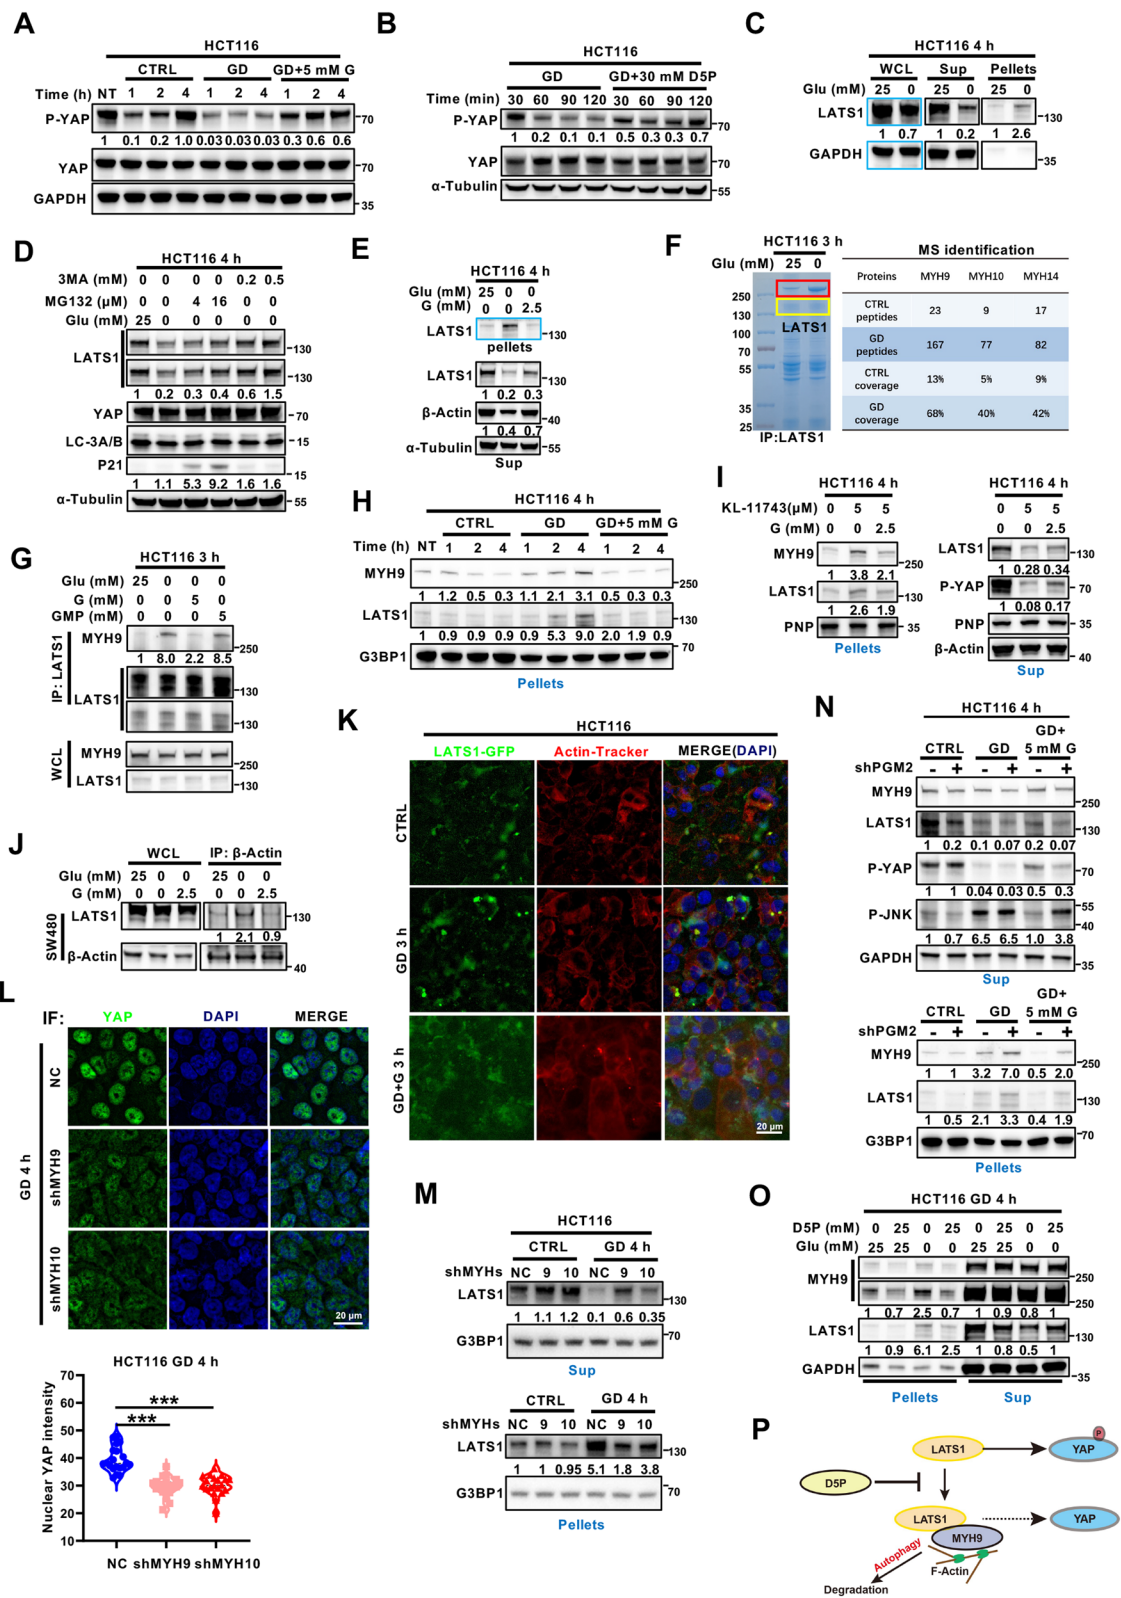 A
HCT116
CTRL GD GD+5 mM G
Time (h) NT 1 2 4 1 2 4 1 2 4
P-YAP 70
1 0.1 0.2 1.0 0.03 0.03 0.03 0.3 0.6 0.6
YAP 70
GAPDH 35
B
HCT116
GD GD+30 mM D5P
Time (min) 30 60 90 120 30 60 90 120
P-YAP 70
1 0.2 0.1 0.1 0.5 0.3 0.3 0.7
YAP 70
α-Tubulin 55
C
HCT116 4 h
WCL Sup Pellets
Glu (mM) 25 0 25 0 25 0
LATS1 130
1 0.7 1 0.2 1 2.6
GAPDH 35
D
HCT116 4 h
3MA (mM) 0 0 0 0 0.2 0.5
MG132 (μM) 0 0 4 16 0 0
Glu (mM) 25 0 0 0 0 0
LATS1 130
130
1 0.2 0.3 0.4 0.6 1.5
YAP 70
LC-3A/B 15
P21 15
1 1.1 5.3 9.2 1.6 1.6
α-Tubulin 55
E
HCT116 4 h
Glu (mM) 25 0 0
G (mM) 0 0 2.5
LATS1 130
pellets
LATS1 130
1 0.2 0.3
β-Actin 40
1 0.4 0.7
α-Tubulin 55
Sup
F
HCT116 3 h
Glu (mM) 25 0
250
130
100
70
55
35
25
LATS1
IP:LATS1
MS identification
Proteins MYH9 MYH10 MYH14
CTRL peptides 23 9 17
GD peptides 167 77 82
CTRL coverage 13% 5% 9%
GD coverage 68% 40% 42%
G
HCT116 3 h
Glu (mM) 25 0 0 0
G (mM) 0 0 5 0
GMP (mM) 0 0 0 5
IP: LATS1
MYH9 250
1 8.0 2.2 8.5
LATS1 130
130
WCL
MYH9 250
LATS1 130
H
HCT116 4 h
CTRL GD GD+5 mM G
Time (h) NT 1 2 4 1 2 4 1 2 4
MYH9 250
1 1.2 0.5 0.3 1.1 2.1 3.1 0.5 0.3 0.3
LATS1 130
1 0.9 0.9 0.9 0.9 5.3 9.0 2.0 1.9 0.9
G3BP1 70
Pellets
I
HCT116 4 h
KL-11743(μM) 0 5 5
G (mM) 0 0 2.5
MYH9 250
1 3.8 2.1
LATS1 130
1 2.6 1.9
PNP 35
Pellets
HCT116 4 h
0 5 5
0 0 2.5
LATS1 130
1 0.28 0.34
P-YAP 70
1 0.08 0.17
PNP 35
β-Actin 40
Sup
J
WCL IP: β-Actin
Glu (mM) 25 0 0 25 0 0
G (mM) 0 0 2.5 0 0 2.5
SW480
LATS1 130
1 2.1 0.9
β-Actin 40
K
HCT116
LATS1-GFP Actin-Tracker MERGE(DAPI)
CTRL
GD 3 h
GD+G 3 h
20 μm
L
IF: YAP DAPI MERGE
GD 4 h
NC
shMYH9
shMYH10
20 μm
HCT116 GD 4 h
Nuclear YAP intensity
70
60
50
40
30
20
10
***
***
NC shMYH9 shMYH10
M
HCT116
CTRL GD 4 h
shMYHs NC 9 10 NC 9 10
LATS1 130
1 1.1 1.2 0.1 0.6 0.35
G3BP1 70
Sup
CTRL GD 4 h
shMYHs NC 9 10 NC 9 10
LATS1 130
1 1 0.95 5.1 1.8 3.8
G3BP1 70
Pellets
N
HCT116 4 h
CTRL GD GD+ 5 mM G
shPGM2 - + - + - +
MYH9 250
LATS1 130
1 0.2 0.1 0.07 0.2 0.07
P-YAP 70
1 1 0.04 0.03 0.5 0.3
P-JNK 55
40
1 0.7 6.5 6.5 1.0 3.8
GAPDH 35
Sup
CTRL GD GD+ 5 mM G
shPGM2 - + - + - +
MYH9 250
1 1 3.2 7.0 0.5 2.0
LATS1 130
1 0.5 2.1 3.3 0.4 1.9
G3BP1 70
Pellets
O
HCT116 GD 4 h
D5P (mM) 0 25 0 25 0 25 0 25
Glu (mM) 25 25 0 0 25 25 0 0
MYH9 250
250
1 0.7 2.5 0.7 1 0.9 0.8 1
LATS1 130
1 0.9 6.1 2.5 1 0.8 0.5 1
GAPDH 35
Pellets Sup
P
LATS1 P YAP
D5P
LATS1 YAP
MYH9
Autophagy F-Actin
Degradation